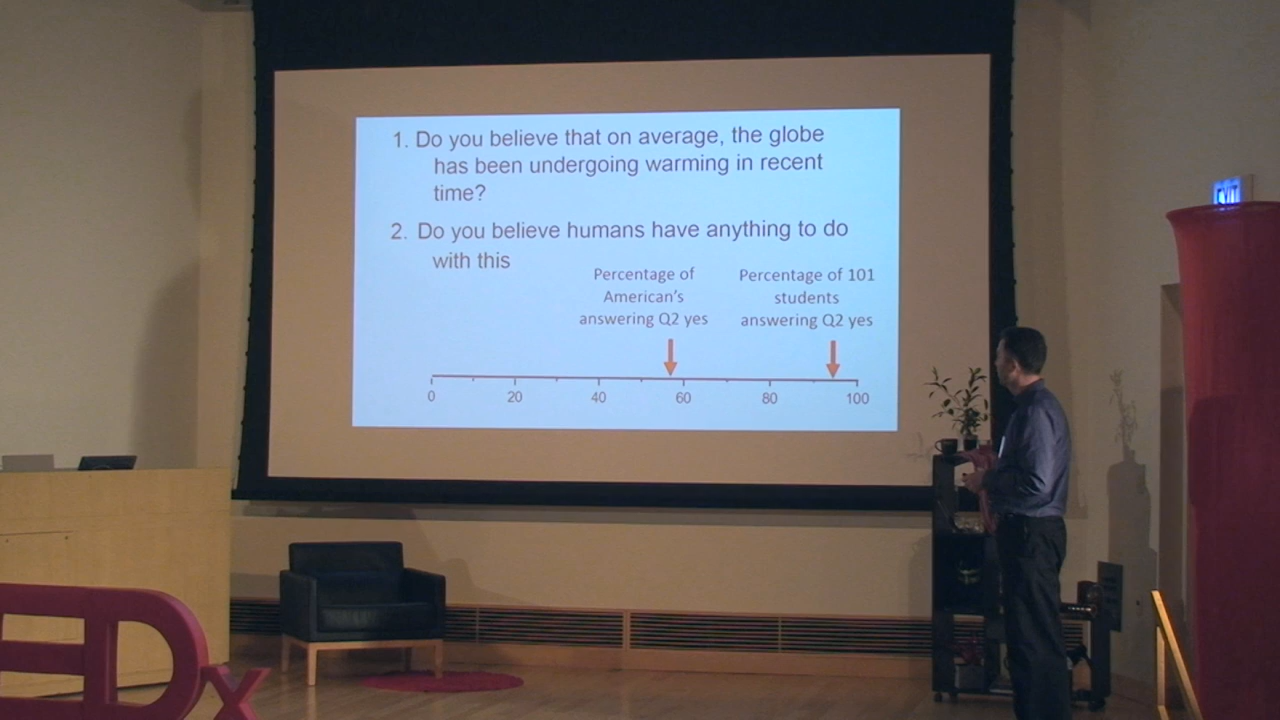 1. Do you believe that on average, the globe
has been undergoing warming in recent
time?
2. Do you believe humans have anything to do
with this
Percentage of
American's
answering Q2 yes
Percentage of 101
students
answering Q2 yes
0 20 40 60 80 100
EXIT
EDx